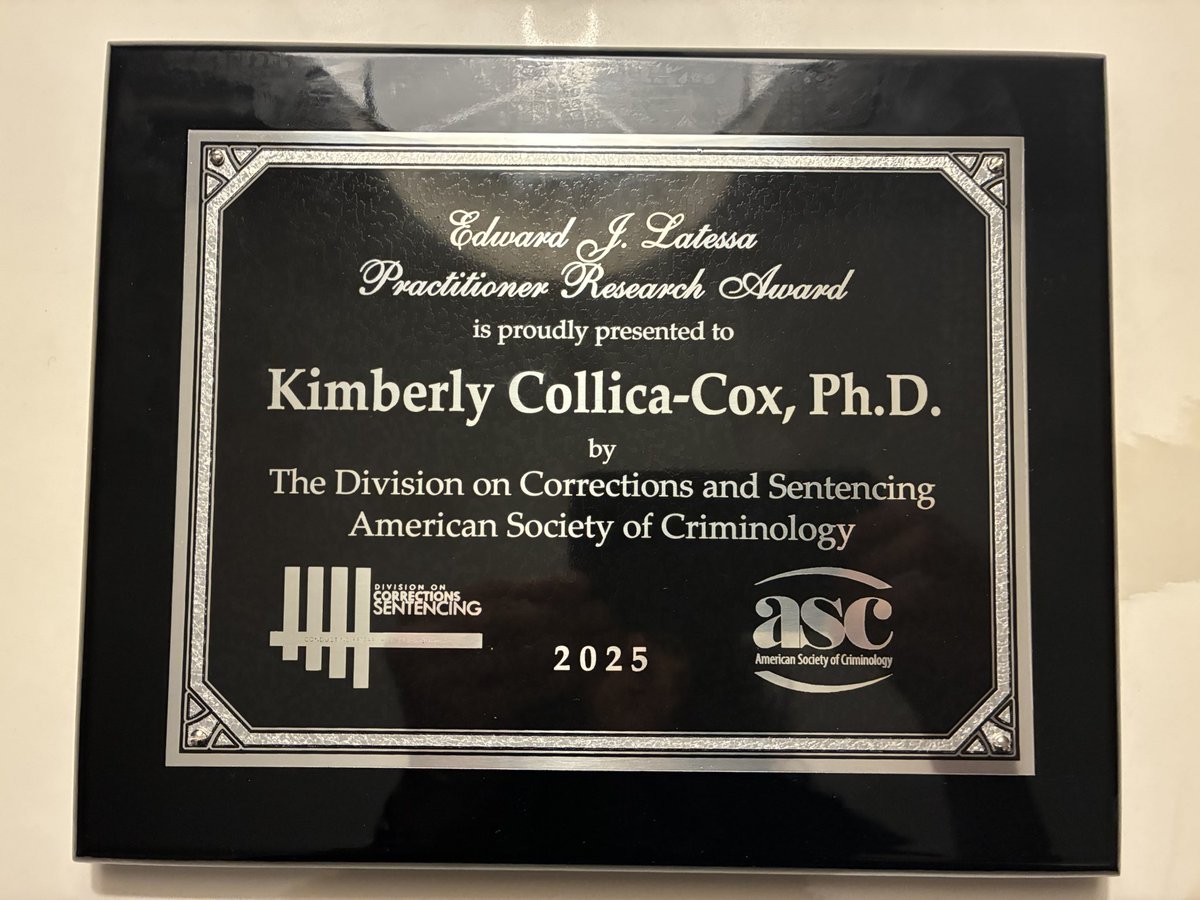 Edward J. Latessa
Practitioner Research Award
is proudly presented to
Kimberly Collica-Cox, Ph.D.
by
The Division on Corrections and Sentencing
American Society of Criminology
DIVISION ON
CORRECTIONS
SENTENCING
2025
asc
American Society of Criminology